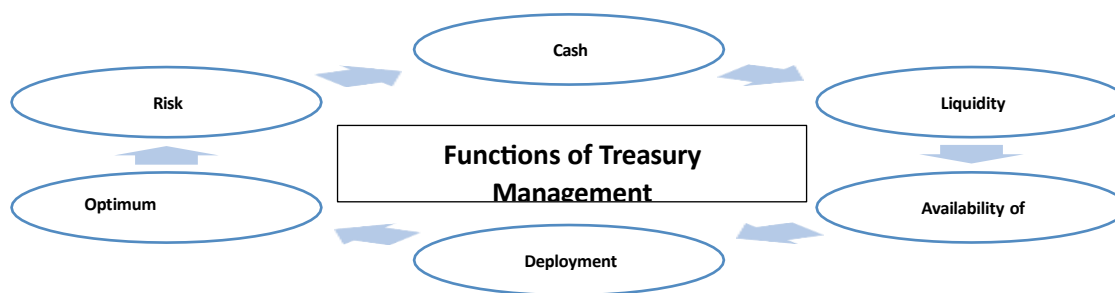 Cash
Risk
Liquidity
Functions of Treasury
Management
Optimum
Availability of
Deployment